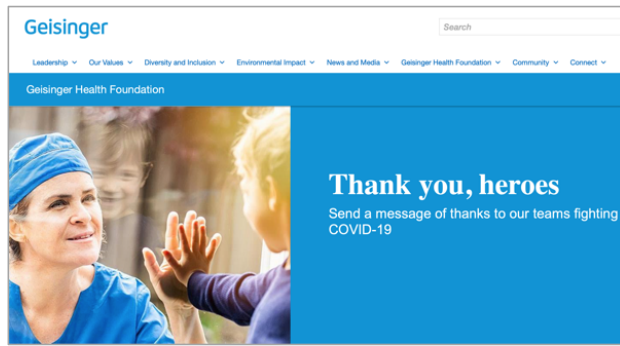 Geisinger
Search
Leadership Our Values Diversity and Inclusion Environmental Impact News and Media Geisinger Health Foundation Community Connect
Geisinger Health Foundation
Thank you, heroes
Send a message of thanks to our teams fighting
COVID-19